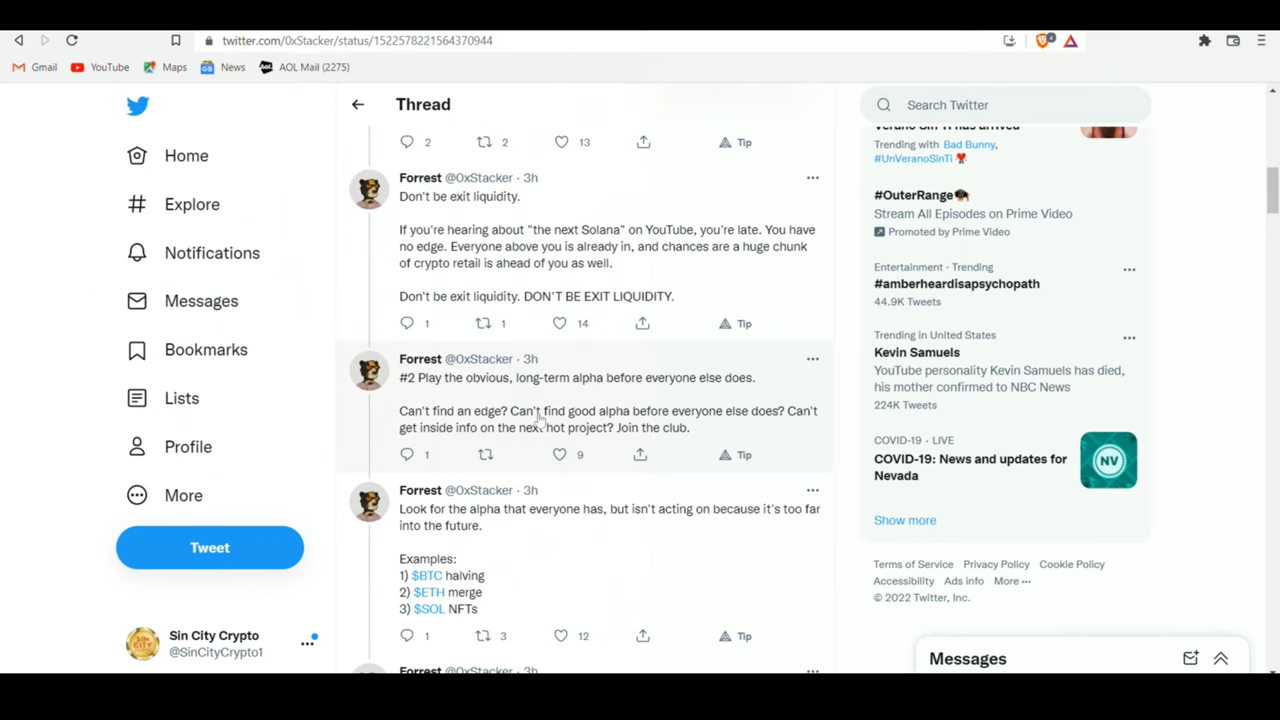 twitter.com/0xStacker/status/1522578221564370944
4
Gmail
YouTube
Maps
News
AOL Mail (2275)
Home
Explore
Notifications
Messages
Bookmarks
Lists
Profile
More
Tweet
Sin City Crypto
@SinCityCrypto1
Thread
2
2
13
Tip
Forrest @0xStacker · 3h
Don't be exit liquidity.
If you're hearing about "the next Solana" on YouTube, you're late. You have
no edge. Everyone above you is already in, and chances are a huge chunk
of crypto retail is ahead of you as well.
Don't be exit liquidity. DON'T BE EXIT LIQUIDITY.
1
1
14
Tip
Forrest @0xStacker · 3h
#2 Play the obvious, long-term alpha before everyone else does.
Can't find an edge? Can't find good alpha before everyone else does? Can't
get inside info on the next hot project? Join the club.
1
9
Tip
Forrest @0xStacker · 3h
Look for the alpha that everyone has, but isn't acting on because it's too far
into the future.
Examples:
1) $BTC halving
2) $ETH merge
3) $SOL NFTs
1
3
12
Tip
Forrest @0xStacker · 3h
Search Twitter
Verano Sin Ti has arrived
Trending with Bad Bunny,
#UnVeranoSinTi
#OuterRange
Stream All Episodes on Prime Video
Promoted by Prime Video
Entertainment · Trending
#amberheardisapsychopath
44.9K Tweets
Trending in United States
Kevin Samuels
YouTube personality Kevin Samuels has died,
his mother confirmed to NBC News
224K Tweets
COVID-19 · LIVE
COVID-19: News and updates for
Nevada
NV
Show more
Terms of Service Privacy Policy Cookie Policy
Accessibility Ads info More ···
© 2022 Twitter, Inc.
Messages